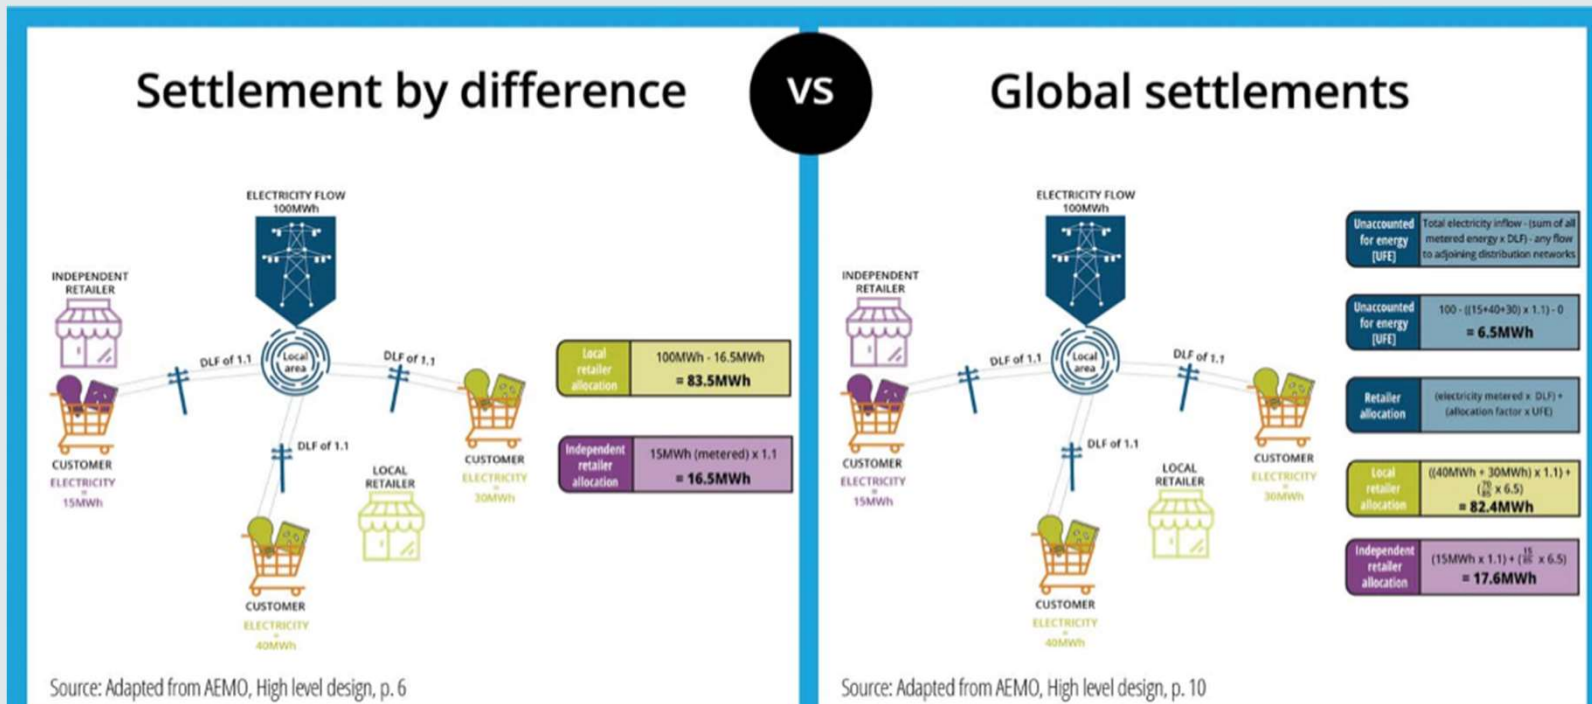 Settlement by difference
VS
Global settlements
ELECTRICITY FLOW
100MWh
INDEPENDENT
RETAILER
DLF of 1.1
Local
area
DLF of 1.1
CUSTOMER
ELECTRICITY
=
15MWh
DLF of 1.1
LOCAL
RETAILER
CUSTOMER
ELECTRICITY
=
30MWh
CUSTOMER
ELECTRICITY
=
40MWh
Local
retailer
allocation
100MWh - 16.5MWh
= 83.5MWh
Independent
retailer
allocation
15MWh (metered) x 1.1
= 16.5MWh
Source: Adapted from AEMO, High level design, p. 6
ELECTRICITY FLOW
100MWh
INDEPENDENT
RETAILER
DLF of 1.1
Local
area
DLF of 1.1
CUSTOMER
ELECTRICITY
=
15MWh
DLF of 1.1
LOCAL
RETAILER
CUSTOMER
ELECTRICITY
=
30MWh
CUSTOMER
ELECTRICITY
=
40MWh
Unaccounted
for energy
[UFE]
Total electricity inflow - (sum of all
metered energy x DLF) - any flow
to adjoining distribution networks
Unaccounted
for energy
[UFE]
100 - ((15+40+30) x 1.1) - 0
= 6.5MWh
Retailer
allocation
(electricity metered x DLF) +
(allocation factor x UFE)
Local
retailer
allocation
((40MWh + 30MWh) x 1.1) +
(70/85 x 6.5)
= 82.4MWh
Independent
retailer
allocation
(15MWh x 1.1) + (15/85 x 6.5)
= 17.6MWh
Source: Adapted from AEMO, High level design, p. 10